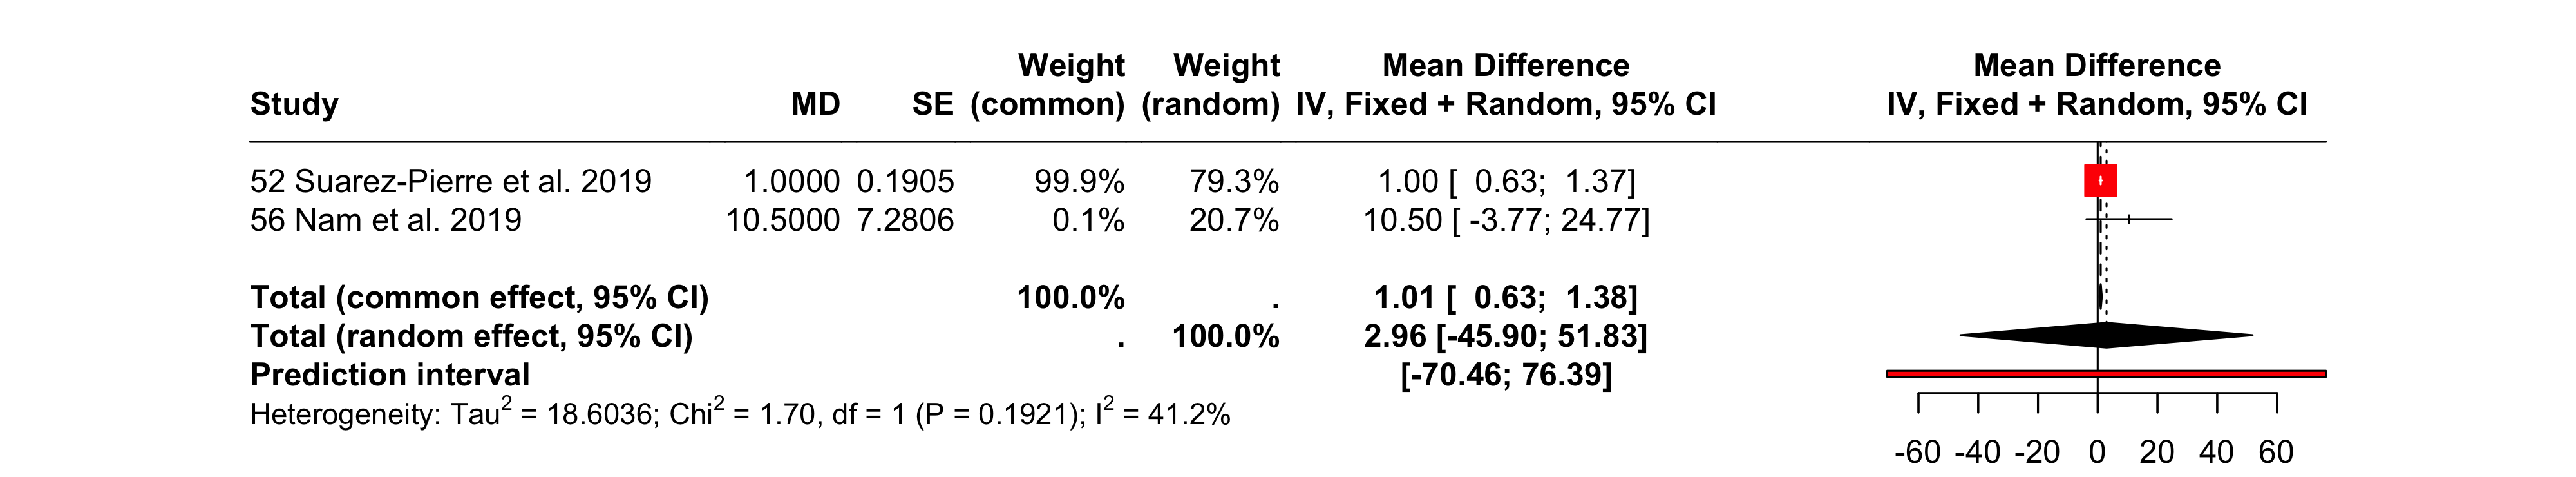 Weight Weight Mean Difference Mean Difference
Study MD SE (common) (random) IV, Fixed + Random, 95% CI IV, Fixed + Random, 95% CI
52 Suarez-Pierre et al. 2019 1.0000 0.1905 99.9% 79.3% 1.00 [ 0.63; 1.37]
56 Nam et al. 2019 10.5000 7.2806 0.1% 20.7% 10.50 [ -3.77; 24.77]
Total (common effect, 95% CI) 100.0% . 1.01 [ 0.63; 1.38]
Total (random effect, 95% CI) . 100.0% 2.96 [-45.90; 51.83]
Prediction interval [-70.46; 76.39]
Heterogeneity: Tau² = 18.6036; Chi² = 1.70, df = 1 (P = 0.1921); I² = 41.2%
-60 -40 -20 0 20 40 60